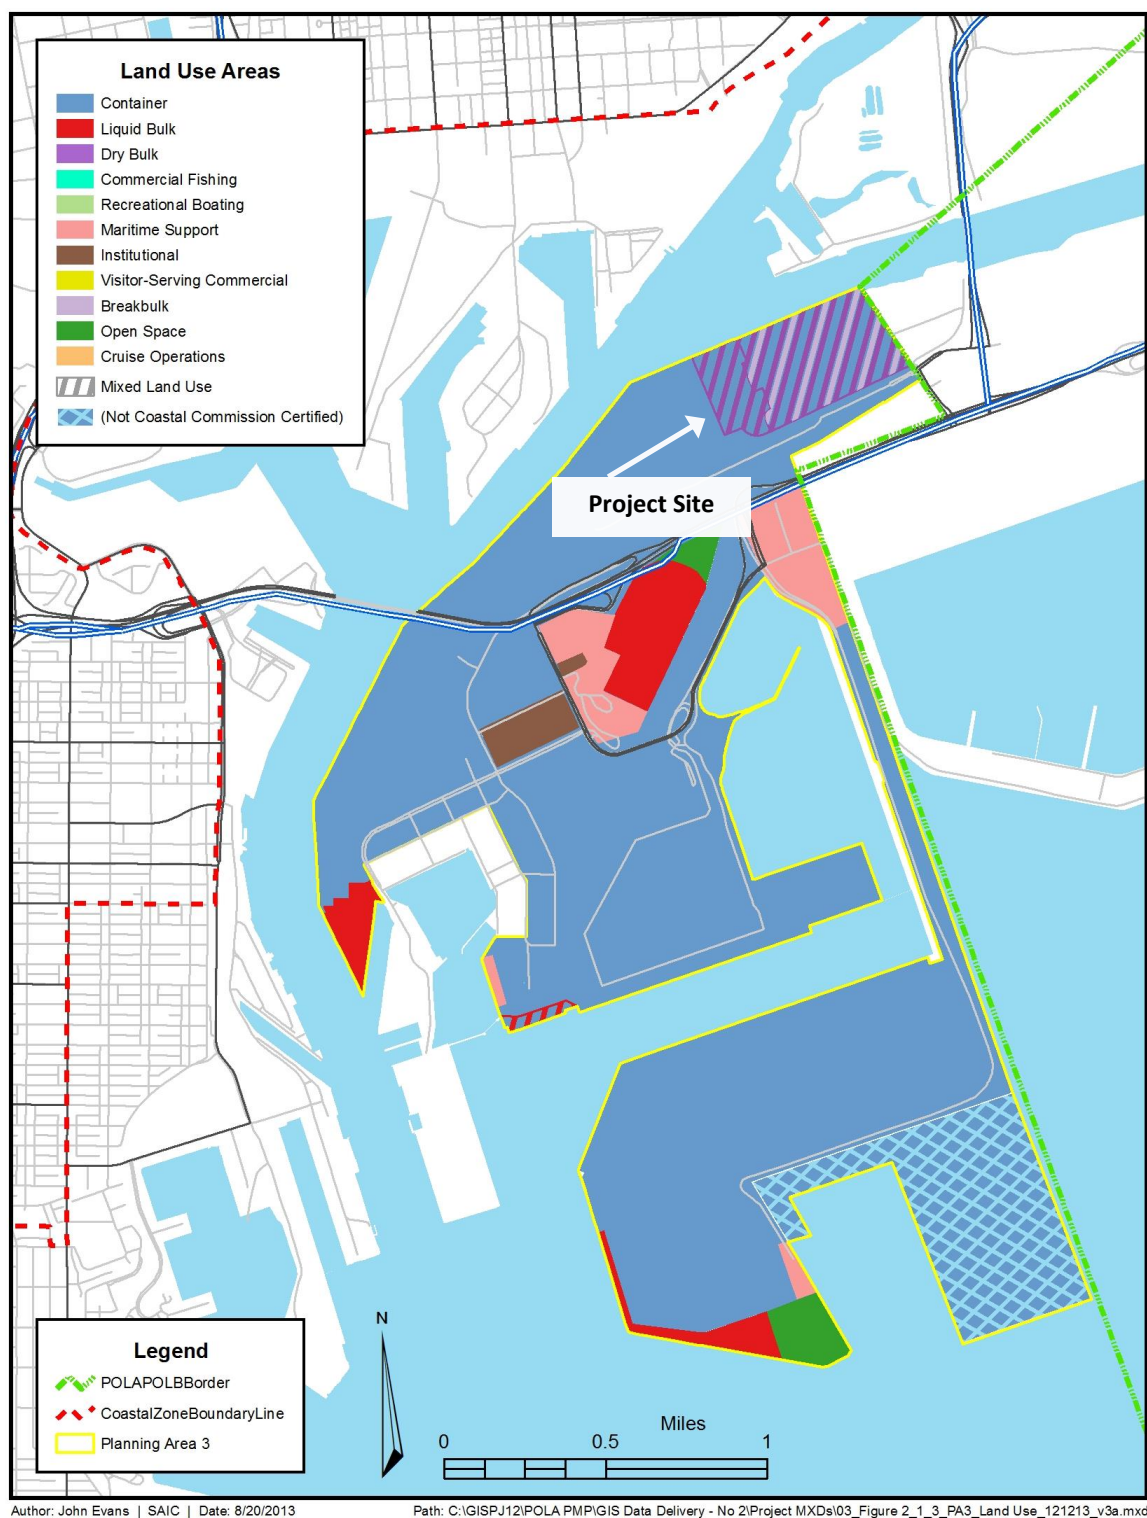 Land Use Areas
Container
Liquid Bulk
Dry Bulk
Commercial Fishing
Recreational Boating
Maritime Support
Institutional
Visitor-Serving Commercial
Breakbulk
Open Space
Cruise Operations
Mixed Land Use
(Not Coastal Commission Certified)
Project Site
Legend
POLAPOLBBorder
CoastalZoneBoundaryLine
Planning Area 3
N
Miles
0 0.5 1
Author: John Evans | SAIC | Date: 8/20/2013 Path: C:\GISPJ12\POLA PMP\GIS Data Delivery - No 2\Project MXDs\03_Figure 2_1_3_PA3_Land Use_121213_v3a.mxd